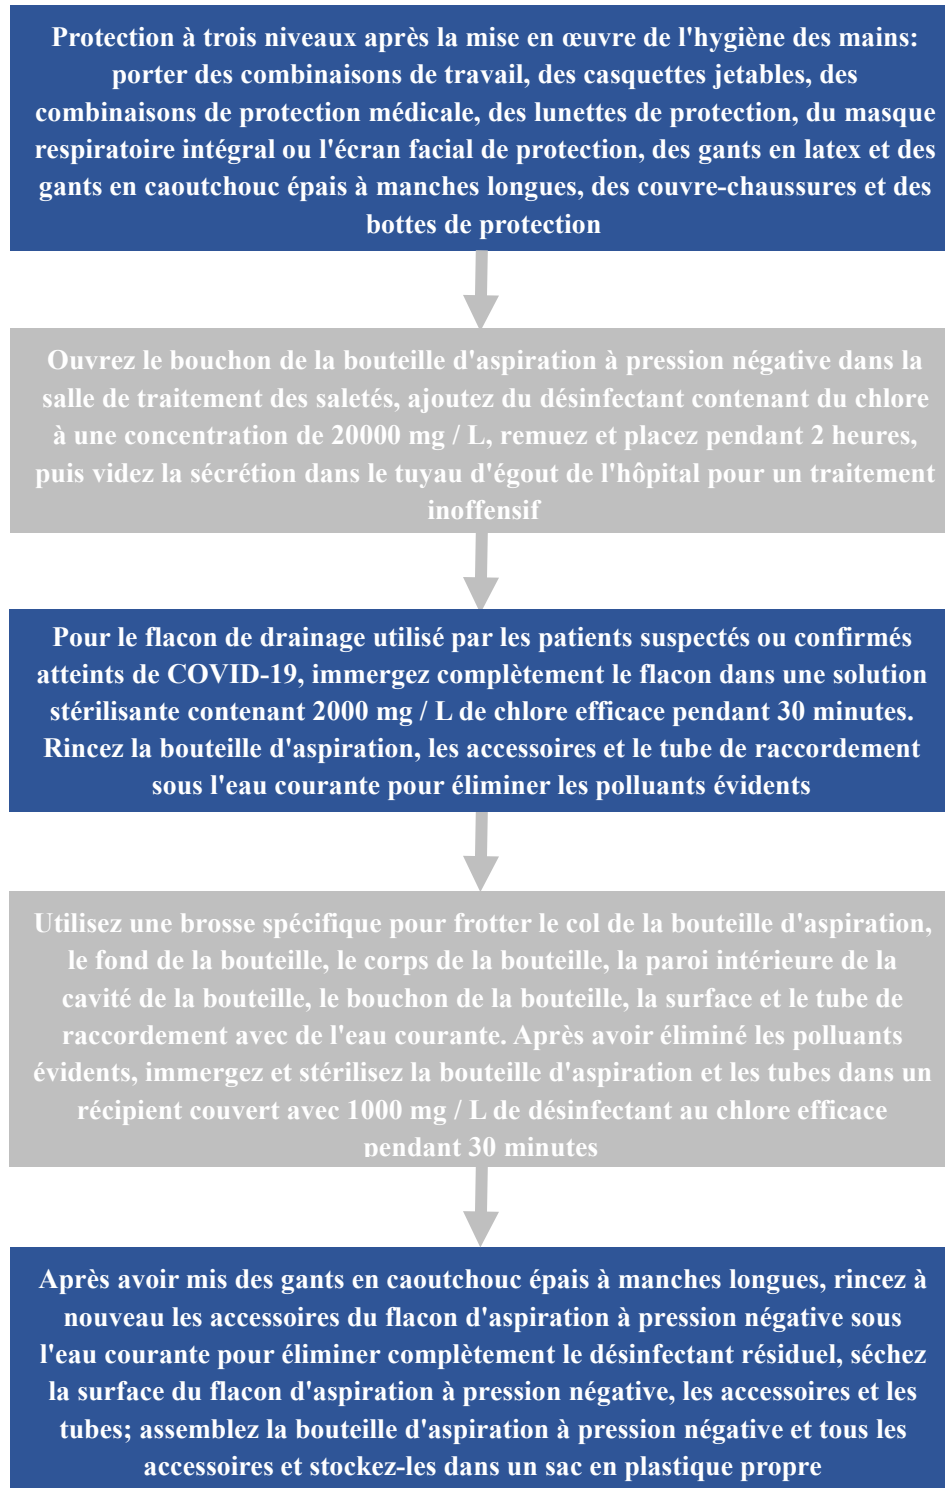 Protection à trois niveaux après la mise en œuvre de l'hygiène des mains:
porter des combinaisons de travail, des casquettes jetables, des
combinaisons de protection médicale, des lunettes de protection, du masque
respiratoire intégral ou l'écran facial de protection, des gants en latex et des
gants en caoutchouc épais à manches longues, des couvre-chaussures et des
bottes de protection
Ouvrez le bouchon de la bouteille d'aspiration à pression négative dans la
salle de traitement des saletés, ajoutez du désinfectant contenant du chlore
à une concentration de 20000 mg / L, remuez et placez pendant 2 heures,
puis videz la sécrétion dans le tuyau d'égout de l'hôpital pour un traitement
inoffensif
Pour le flacon de drainage utilisé par les patients suspectés ou confirmés
atteints de COVID-19, immergez complètement le flacon dans une solution
stérilisante contenant 2000 mg / L de chlore efficace pendant 30 minutes.
Rincez la bouteille d'aspiration, les accessoires et le tube de raccordement
sous l'eau courante pour éliminer les polluants évidents
Utilisez une brosse spécifique pour frotter le col de la bouteille d'aspiration,
le fond de la bouteille, le corps de la bouteille, la paroi intérieure de la
cavité de la bouteille, le bouchon de la bouteille, la surface et le tube de
raccordement avec de l'eau courante. Après avoir éliminé les polluants
évidents, immergez et stérilisez la bouteille d'aspiration et les tubes dans un
récipient couvert avec 1000 mg / L de désinfectant au chlore efficace
pendant 30 minutes
Après avoir mis des gants en caoutchouc épais à manches longues, rincez à
nouveau les accessoires du flacon d'aspiration à pression négative sous
l'eau courante pour éliminer complètement le désinfectant résiduel, séchez
la surface du flacon d'aspiration à pression négative, les accessoires et les
tubes; assemblez la bouteille d'aspiration à pression négative et tous les
accessoires et stockez-les dans un sac en plastique propre